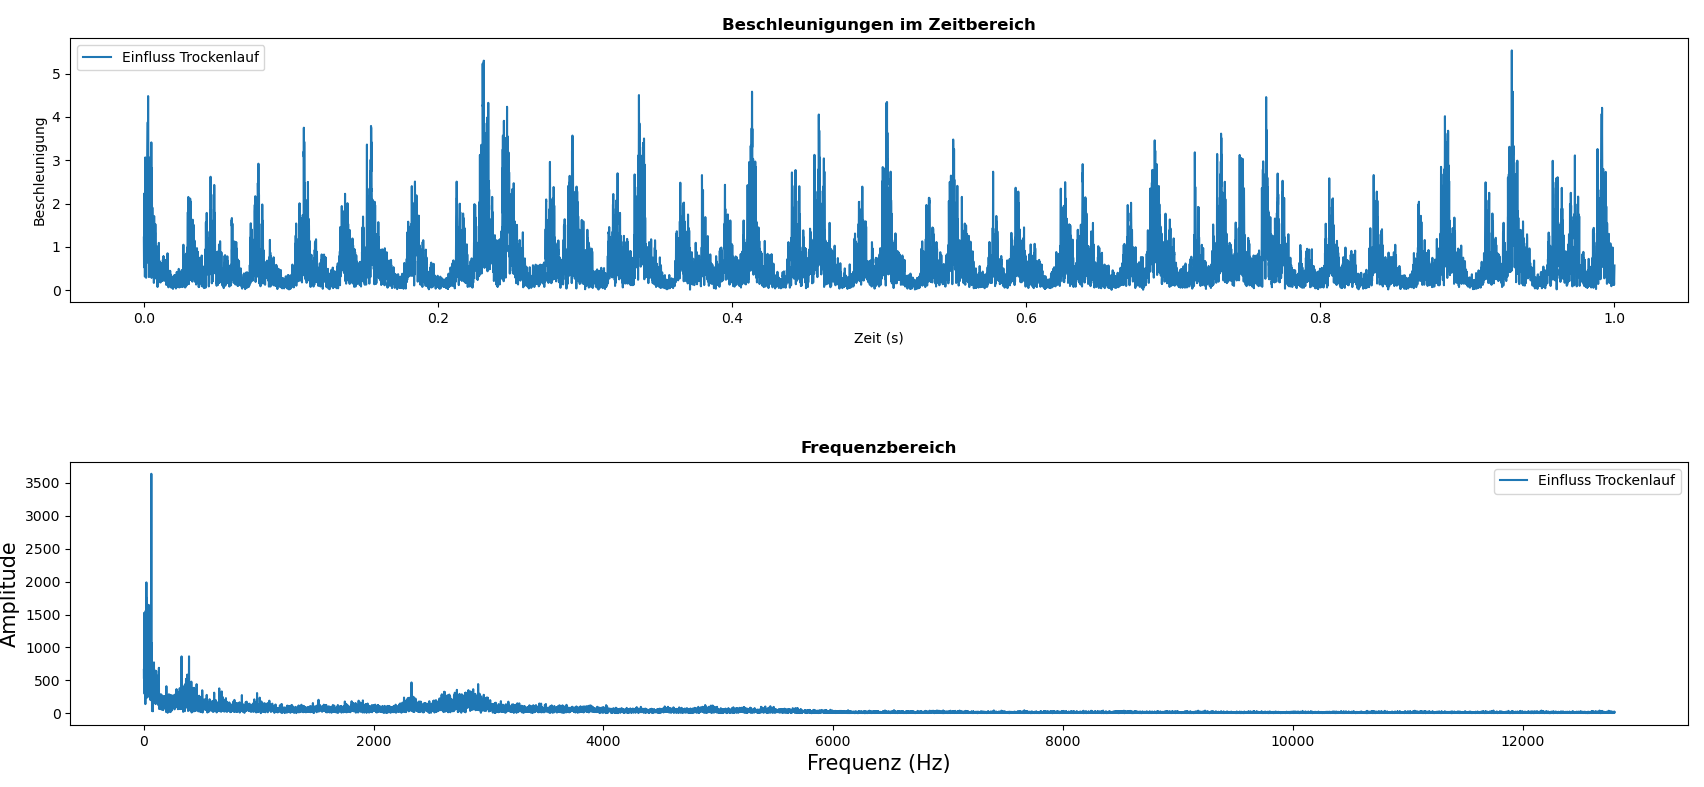 Beschleunigungen im Zeitbereich
Einfluss Trockenlauf
Beschleunigung
5
4
3
2
1
0
0.0 0.2 0.4 0.6 0.8 1.0
Zeit (s)
Frequenzbereich
Einfluss Trockenlauf
Amplitude
3500
3000
2500
2000
1500
1000
500
0
0 2000 4000 6000 8000 10000 12000
Frequenz (Hz)